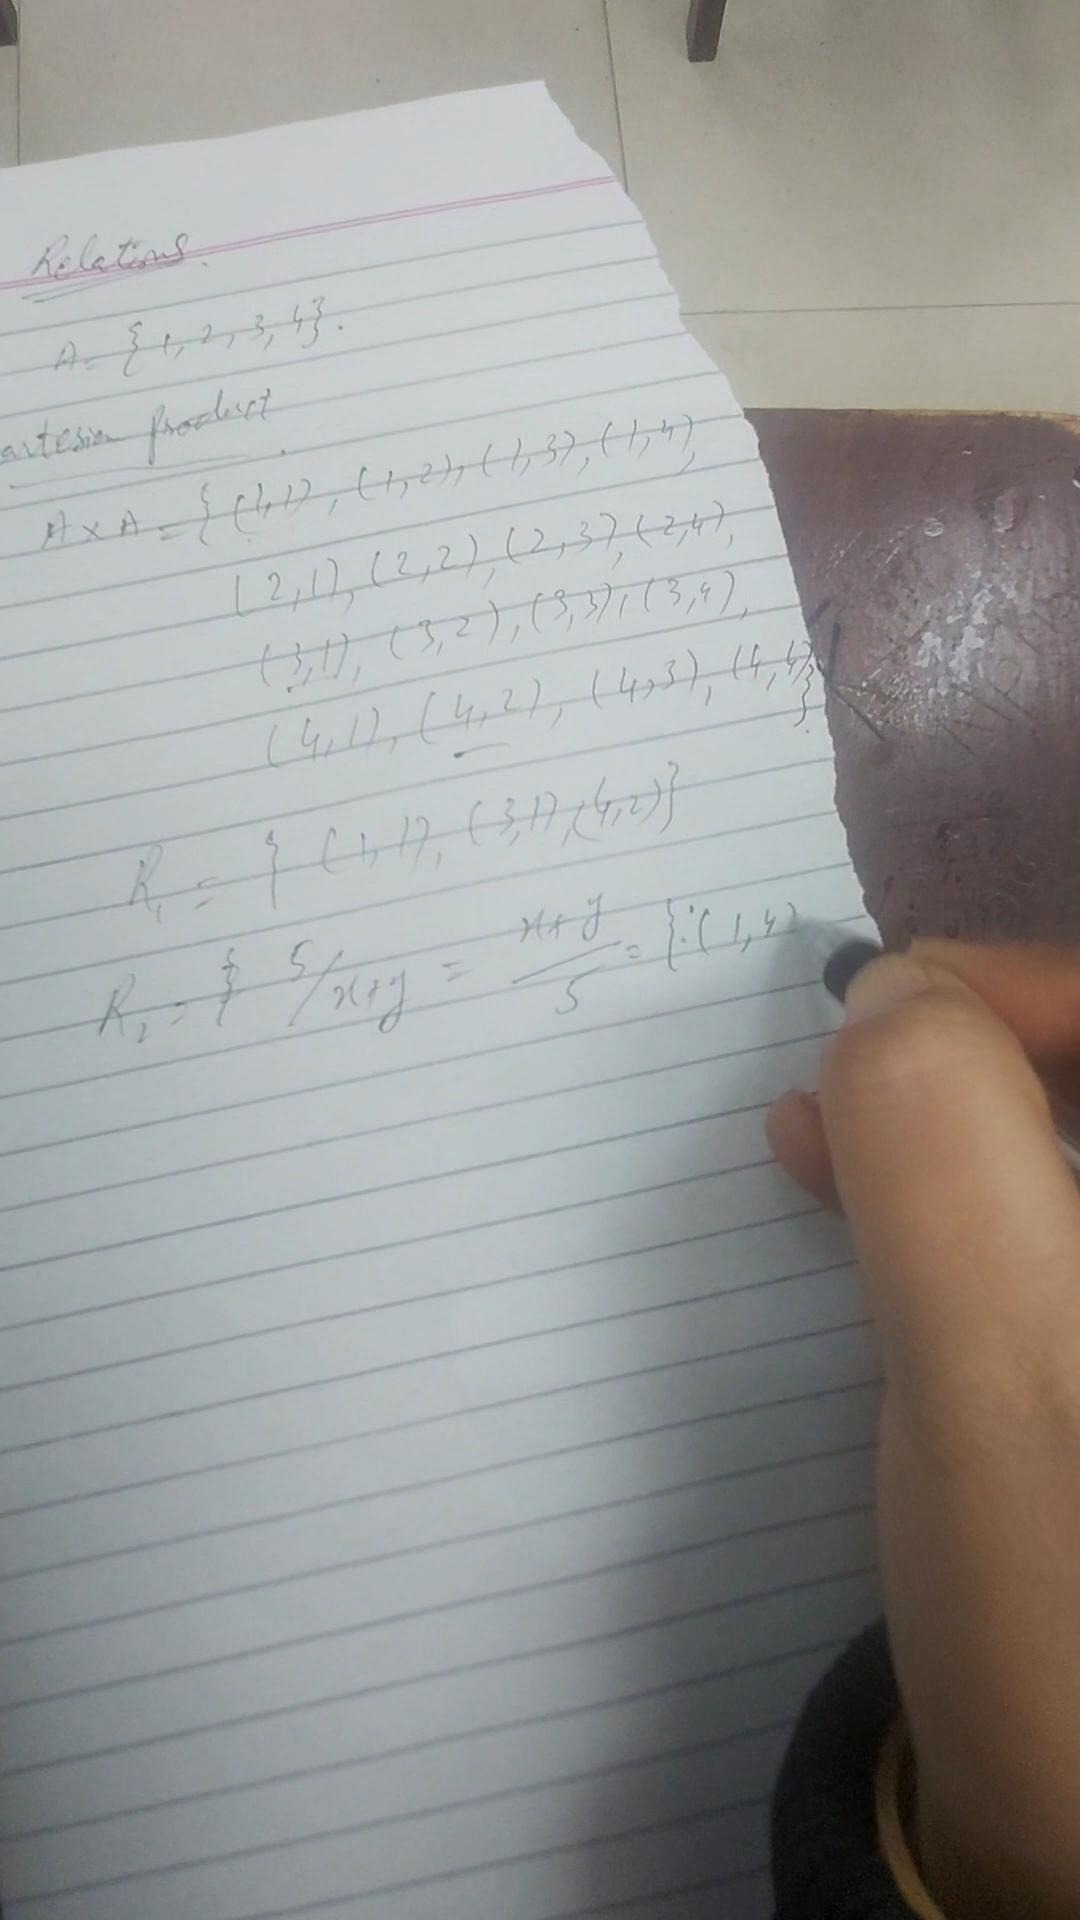 Relations.
A = {1, 2, 3, 4}.
artesian product
A × A = { (1,1), (1,2), (1,3), (1,4),
(2,1), (2,2), (2,3), (2,4),
(3,1), (3,2), (3,3), (3,4),
(4,1), (4,2), (4,3), (4,4)}
R₁ = { (1,1), (3,1), (4,2)}
R₂ = { 5/x+y = x+y/5 = {:(1,4)